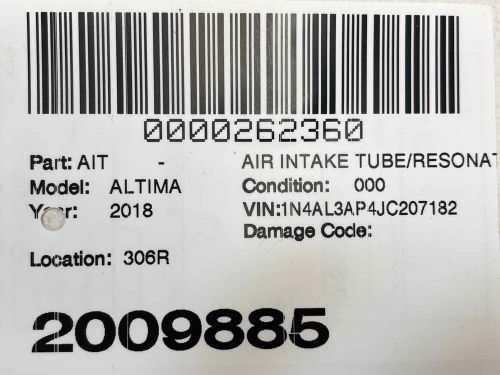 0000262360
Part: AIT - AIR INTAKE TUBE/RESONAT
Model: ALTIMA Condition: 000
Year: 2018 VIN:1N4AL3AP4JC207182
Damage Code:
Location: 306R
2009885